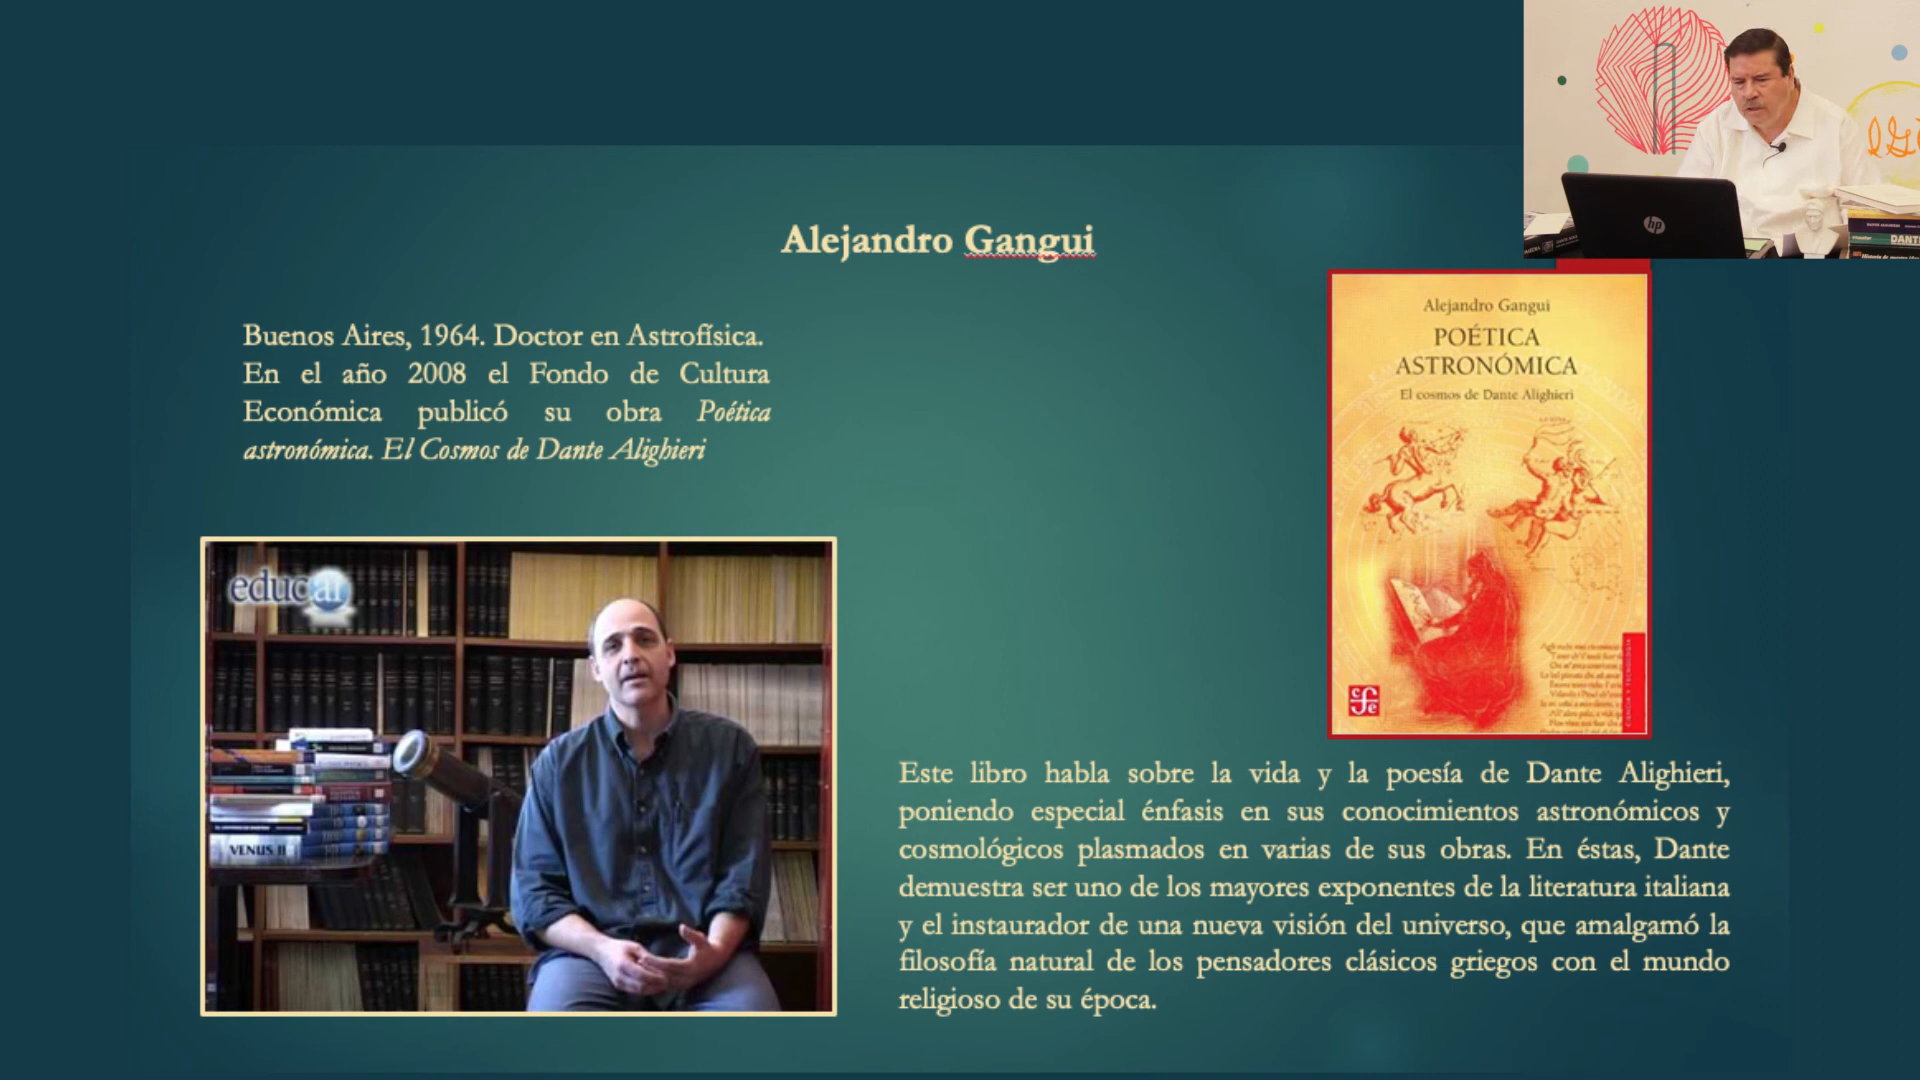 Alejandro Gangui
Buenos Aires, 1964. Doctor en Astrofísica.
En el año 2008 el Fondo de Cultura
Económica publicó su obra Poética
astronómica. El Cosmos de Dante Alighieri
educar
VENUS II
hp
DANT
Alejandro Gangui
POÉTICA
ASTRONÓMICA
El cosmos de Dante Alighieri
Este libro habla sobre la vida y la poesía de Dante Alighieri,
poniendo especial énfasis en sus conocimientos astronómicos y
cosmológicos plasmados en varias de sus obras. En éstas, Dante
demuestra ser uno de los mayores exponentes de la literatura italiana
y el instaurador de una nueva visión del universo, que amalgamó la
filosofía natural de los pensadores clásicos griegos con el mundo
religioso de su época.